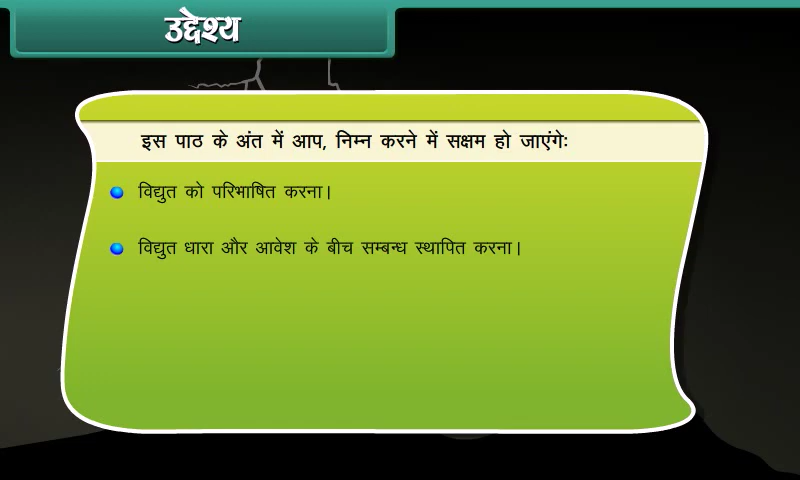 उद्देश्य
इस पाठ के अंत में आप, निम्न करने में सक्षम हो जाएंगेः
विद्युत को परिभाषित करना।
विद्युत धारा और आवेश के बीच सम्बन्ध स्थापित करना।